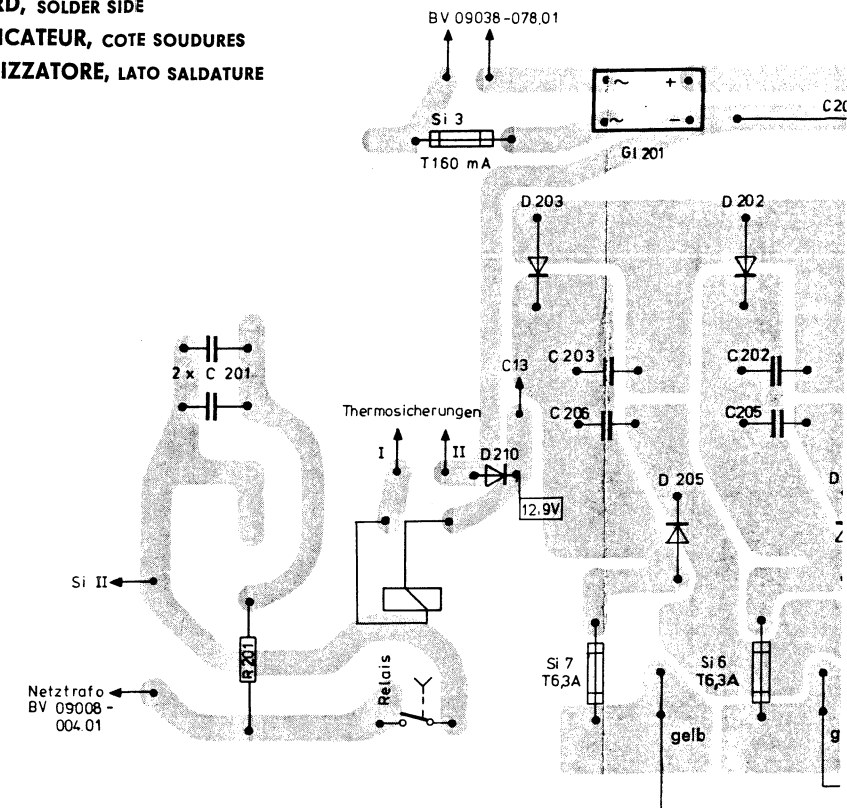 RD, SOLDER SIDE
ICATEUR, COTE SOUDURES
IZZATORE, LATO SALDATURE
BV 09038-078.01
Si 3
T160 mA
~ +
~ −
Gl 201
C20
D 203
D 202
2 x C 201
C13
C 203
C 202
C 206
C205
Thermosicherungen
I
II
D210
12.9V
D 205
D
Si II
R 201
Netztrafo
BV 09008-
004.01
Relais
Si 7
T6,3A
Si 6
T6,3A
gelb
g